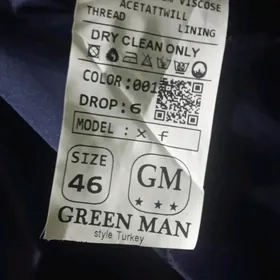 VISCOSE
ACETATTWILL
THREAD LINING
DRY CLEAN ONLY
COLOR:001
DROP:6
MODEL : x f
SIZE
46
GM
GREEN MAN
style Turkey